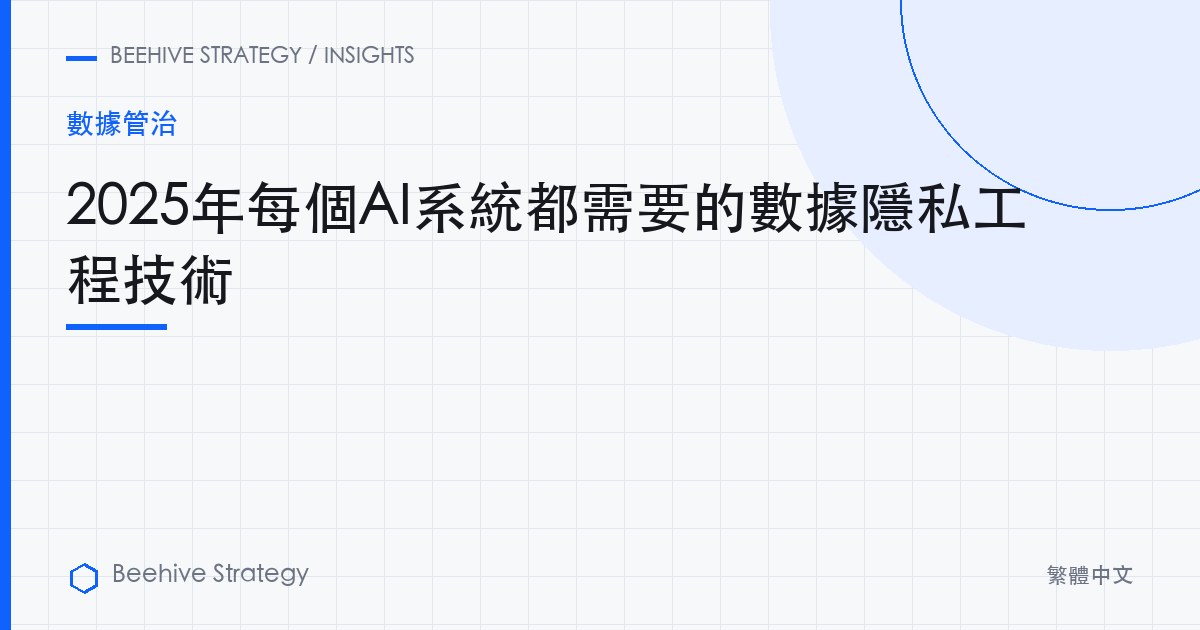 BEEHIVE STRATEGY / INSIGHTS
數據管治
2025年每個AI系統都需要的數據隱私工
程技術
Beehive Strategy
繁體中文